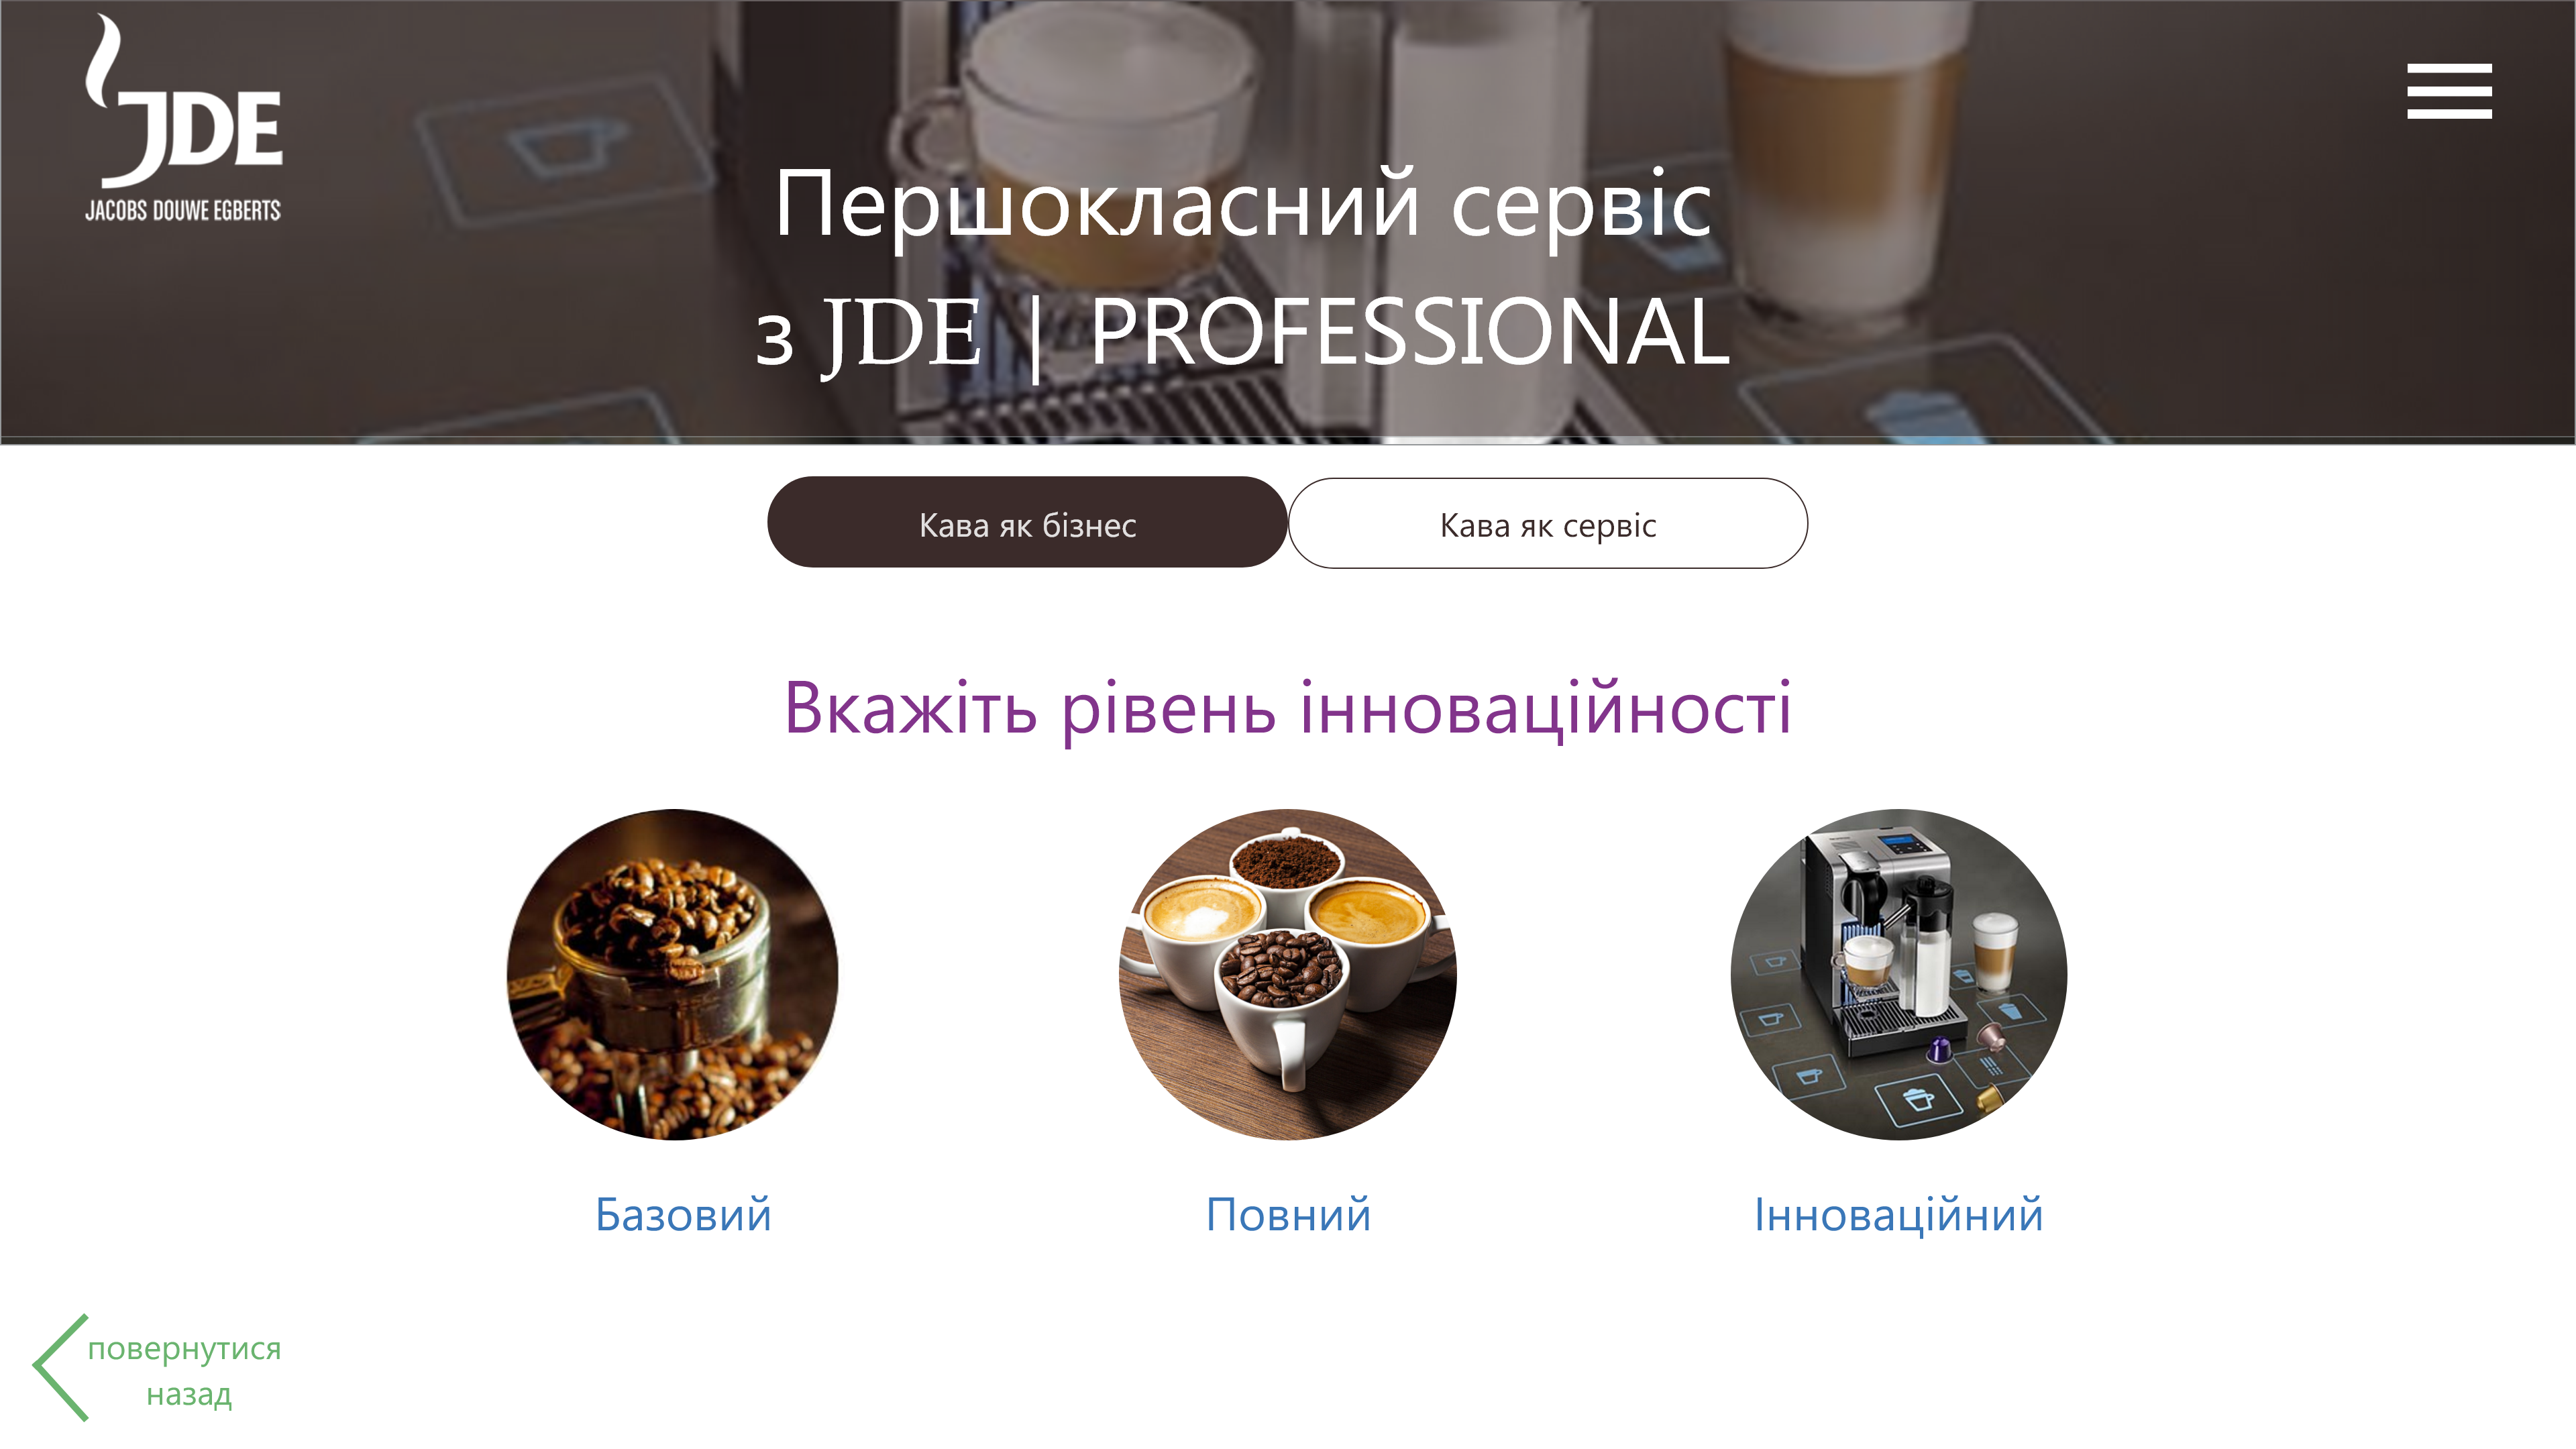 JDE
JACOBS DOUWE EGBERTS
Першокласний сервіс
з JDE | PROFESSIONAL
Кава як бізнес
Кава як сервіс
Вкажіть рівень інноваційності
Базовий
Повний
Інноваційний
повернутися
назад